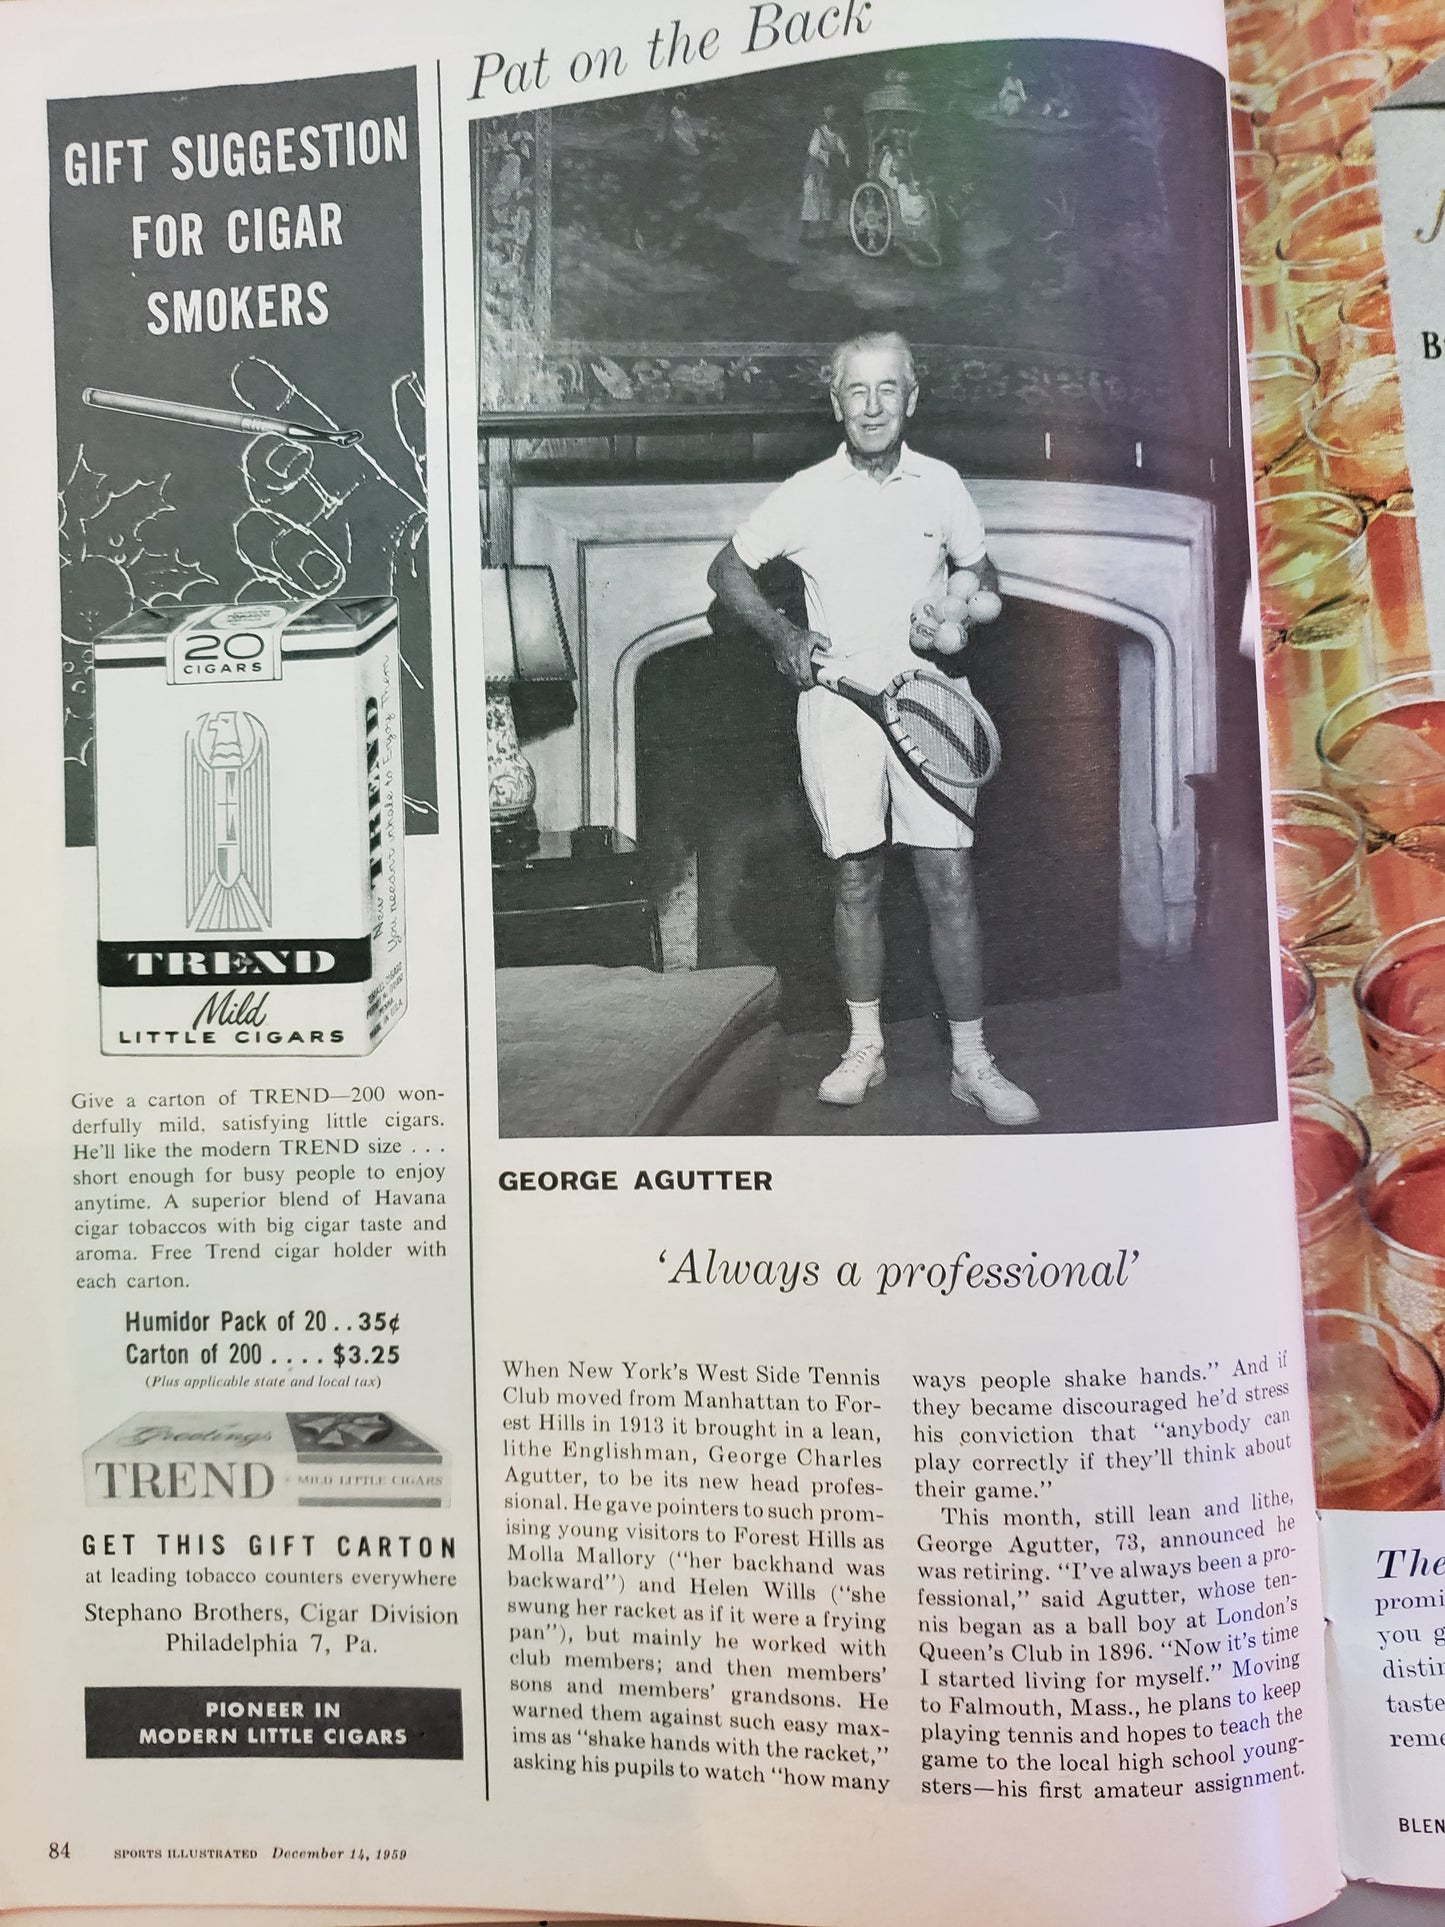 Pat on the Back
GIFT SUGGESTION
FOR CIGAR
SMOKERS
20
CIGARS
TREND
Mild
LITTLE CIGARS
New TREND
You needn't inhale to Enjoy Them
MADE IN U.S.A.
Give a carton of TREND—200 won-
derfully mild, satisfying little cigars.
He'll like the modern TREND size . . .
short enough for busy people to enjoy
anytime. A superior blend of Havana
cigar tobaccos with big cigar taste and
aroma. Free Trend cigar holder with
each carton.
Humidor Pack of 20 . . 35¢
Carton of 200 . . . . $3.25
(Plus applicable state and local tax)
Greetings
TREND
MILD LITTLE CIGARS
GET THIS GIFT CARTON
at leading tobacco counters everywhere
Stephano Brothers, Cigar Division
Philadelphia 7, Pa.
PIONEER IN
MODERN LITTLE CIGARS
GEORGE AGUTTER
'Always a professional'
When New York's West Side Tennis
Club moved from Manhattan to For-
est Hills in 1913 it brought in a lean,
lithe Englishman, George Charles
Agutter, to be its new head profes-
sional. He gave pointers to such prom-
ising young visitors to Forest Hills as
Molla Mallory ("her backhand was
backward") and Helen Wills ("she
swung her racket as if it were a frying
pan"), but mainly he worked with
club members; and then members'
sons and members' grandsons. He
warned them against such easy max-
ims as "shake hands with the racket,"
asking his pupils to watch "how many
ways people shake hands." And if
they became discouraged he'd stress
his conviction that "anybody can
play correctly if they'll think about
their game."
This month, still lean and lithe,
George Agutter, 73, announced he
was retiring. "I've always been a pro-
fessional," said Agutter, whose ten-
nis began as a ball boy at London's
Queen's Club in 1896. "Now it's time
I started living for myself." Moving
to Falmouth, Mass., he plans to keep
playing tennis and hopes to teach the
game to the local high school young-
sters—his first amateur assignment.
84 SPORTS ILLUSTRATED December 14, 1959
B
The
promi
you g
distin
taste
reme
BLEN